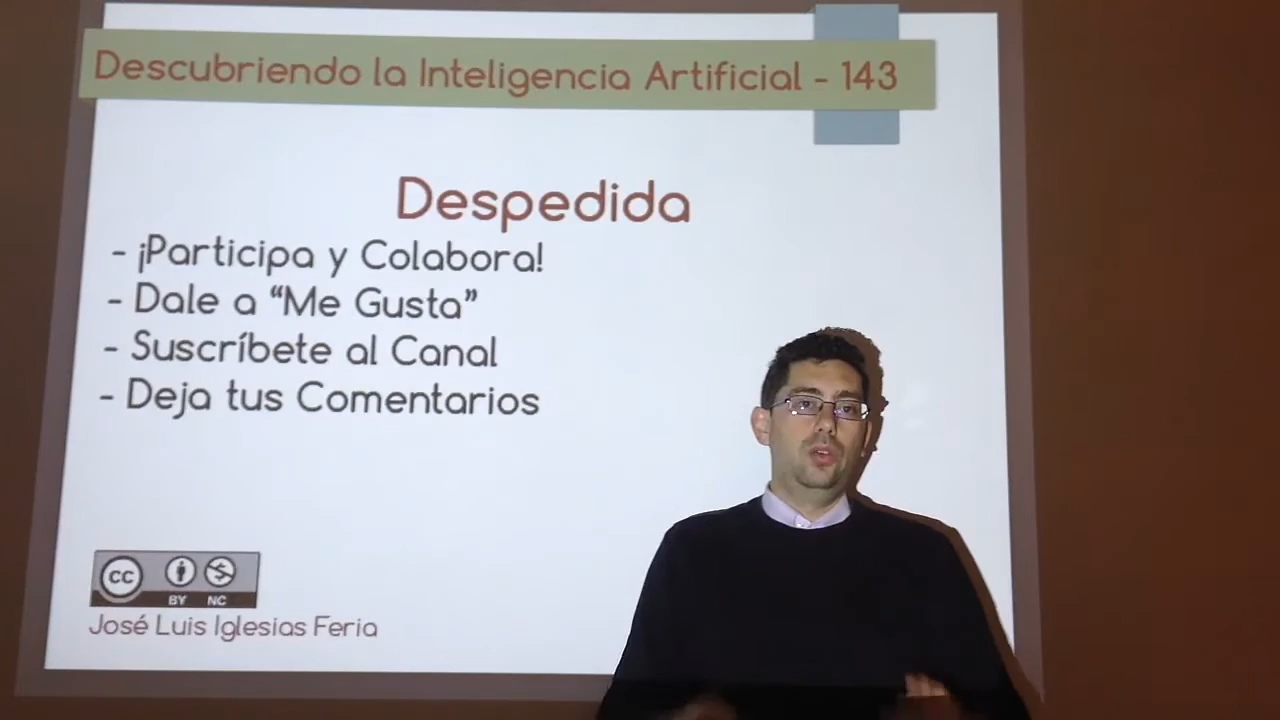 Descubriendo la Inteligencia Artificial - 143
Despedida
- ¡Participa y Colabora!
- Dale a “Me Gusta”
- Suscríbete al Canal
- Deja tus Comentarios
cc
BY NC
José Luis Iglesias Feria